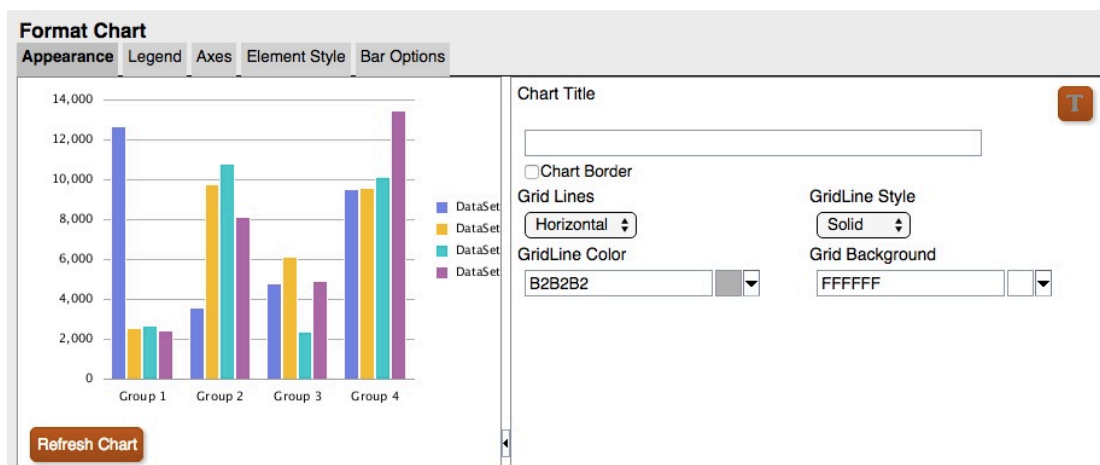 Format Chart
Appearance Legend Axes Element Style Bar Options
14,000
12,000
10,000
8,000
6,000
4,000
2,000
0
Group 1 Group 2 Group 3 Group 4
DataSet
DataSet
DataSet
DataSet
Refresh Chart
Chart Title
T
Chart Border
Grid Lines GridLine Style
Horizontal Solid
GridLine Color Grid Background
B2B2B2 FFFFFF